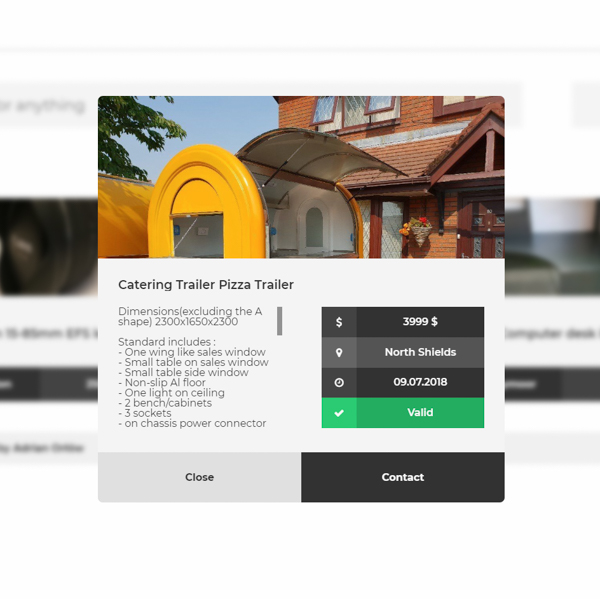 or anything
Catering Trailer Pizza Trailer
Dimensions(excluding the A
shape) 2300x1650x2300
Standard includes :
- One wing like sales window
- Small table on sales window
- Small table side window
- Non-slip Al floor
- One light on ceiling
- 2 bench/cabinets
- 3 sockets
- on chassis power connector
$ 3999 $
North Shields
09.07.2018
Valid
15-85mm EFS
Computer desk
by Adrian
Close
Contact